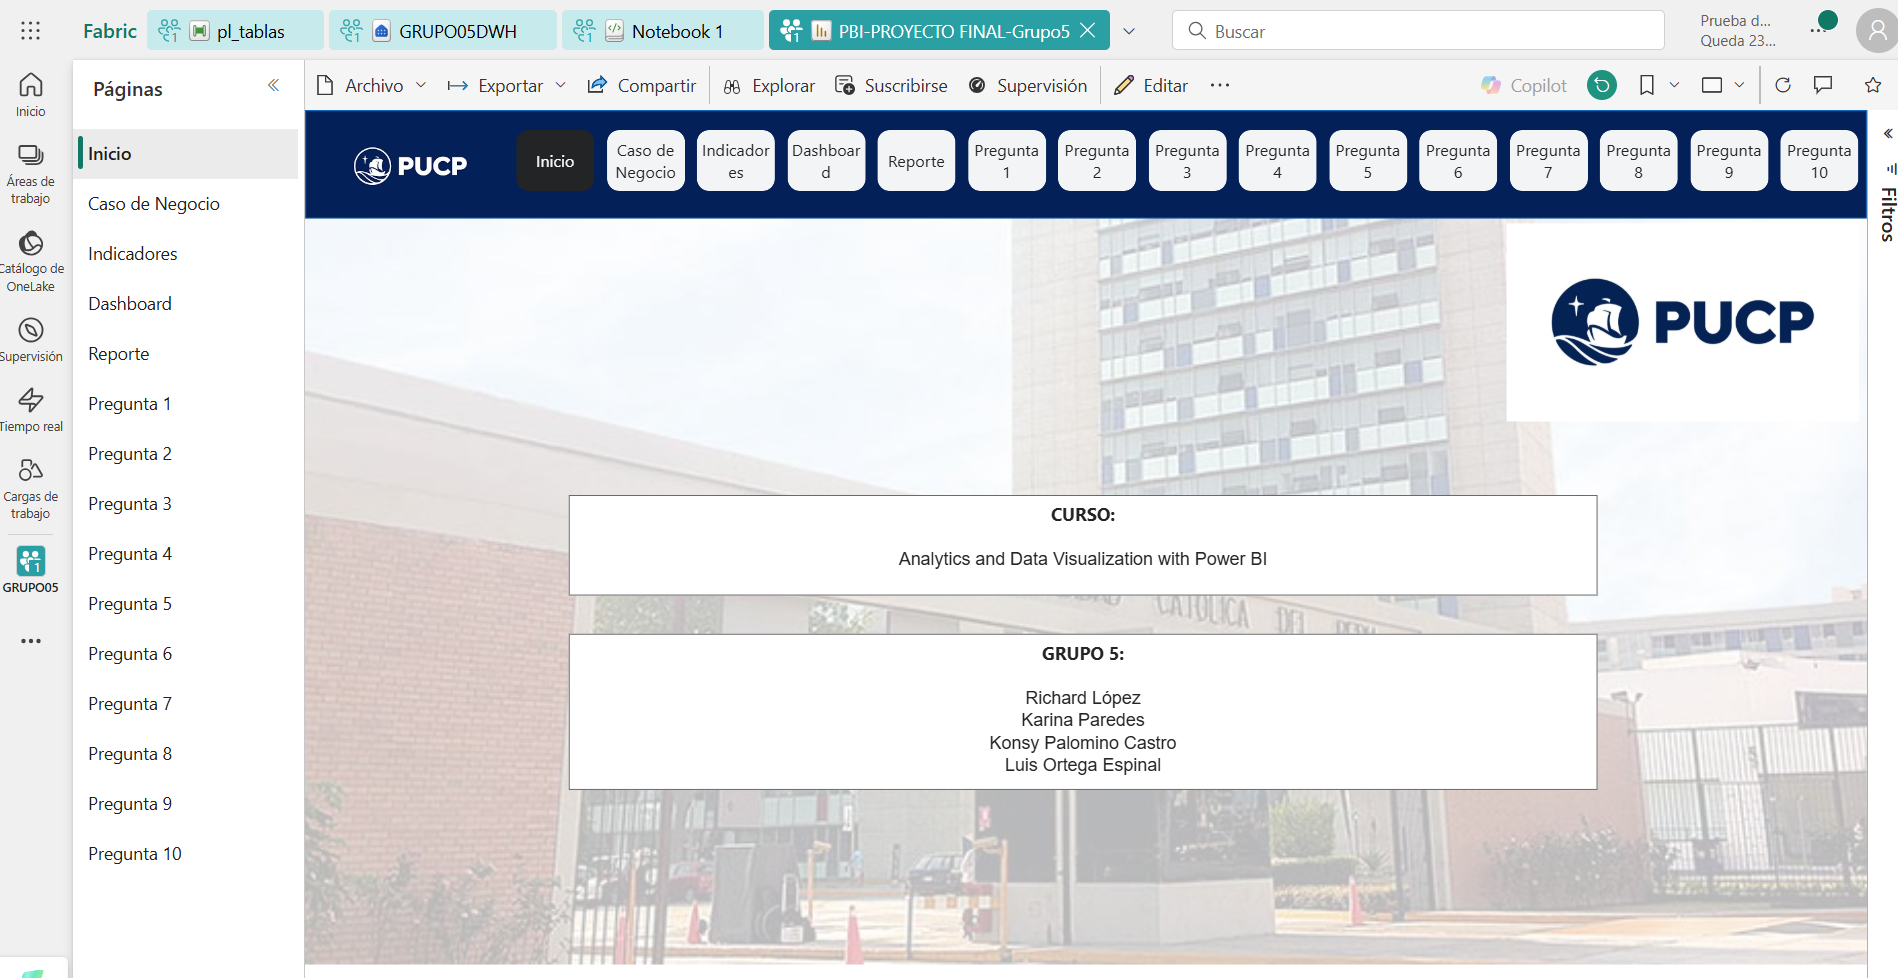 Fabric
pl_tablas
GRUPO05DWH
Notebook 1
PBI-PROYECTO FINAL-Grupo5
Buscar
Prueba d...
Queda 23...
Inicio
Áreas de
trabajo
Catálogo de
OneLake
Supervisión
Tiempo real
Cargas de
trabajo
GRUPO05
Páginas
Inicio
Caso de Negocio
Indicadores
Dashboard
Reporte
Pregunta 1
Pregunta 2
Pregunta 3
Pregunta 4
Pregunta 5
Pregunta 6
Pregunta 7
Pregunta 8
Pregunta 9
Pregunta 10
Archivo
Exportar
Compartir
Explorar
Suscribirse
Supervisión
Editar
Copilot
PUCP
Inicio
Caso de
Negocio
Indicador
es
Dashboar
d
Reporte
Pregunta
1
Pregunta
2
Pregunta
3
Pregunta
4
Pregunta
5
Pregunta
6
Pregunta
7
Pregunta
8
Pregunta
9
Pregunta
10
Filtros
PUCP
CURSO:
Analytics and Data Visualization with Power BI
CATOLICA DEL
GRUPO 5:
Richard López
Karina Paredes
Konsy Palomino Castro
Luis Ortega Espinal